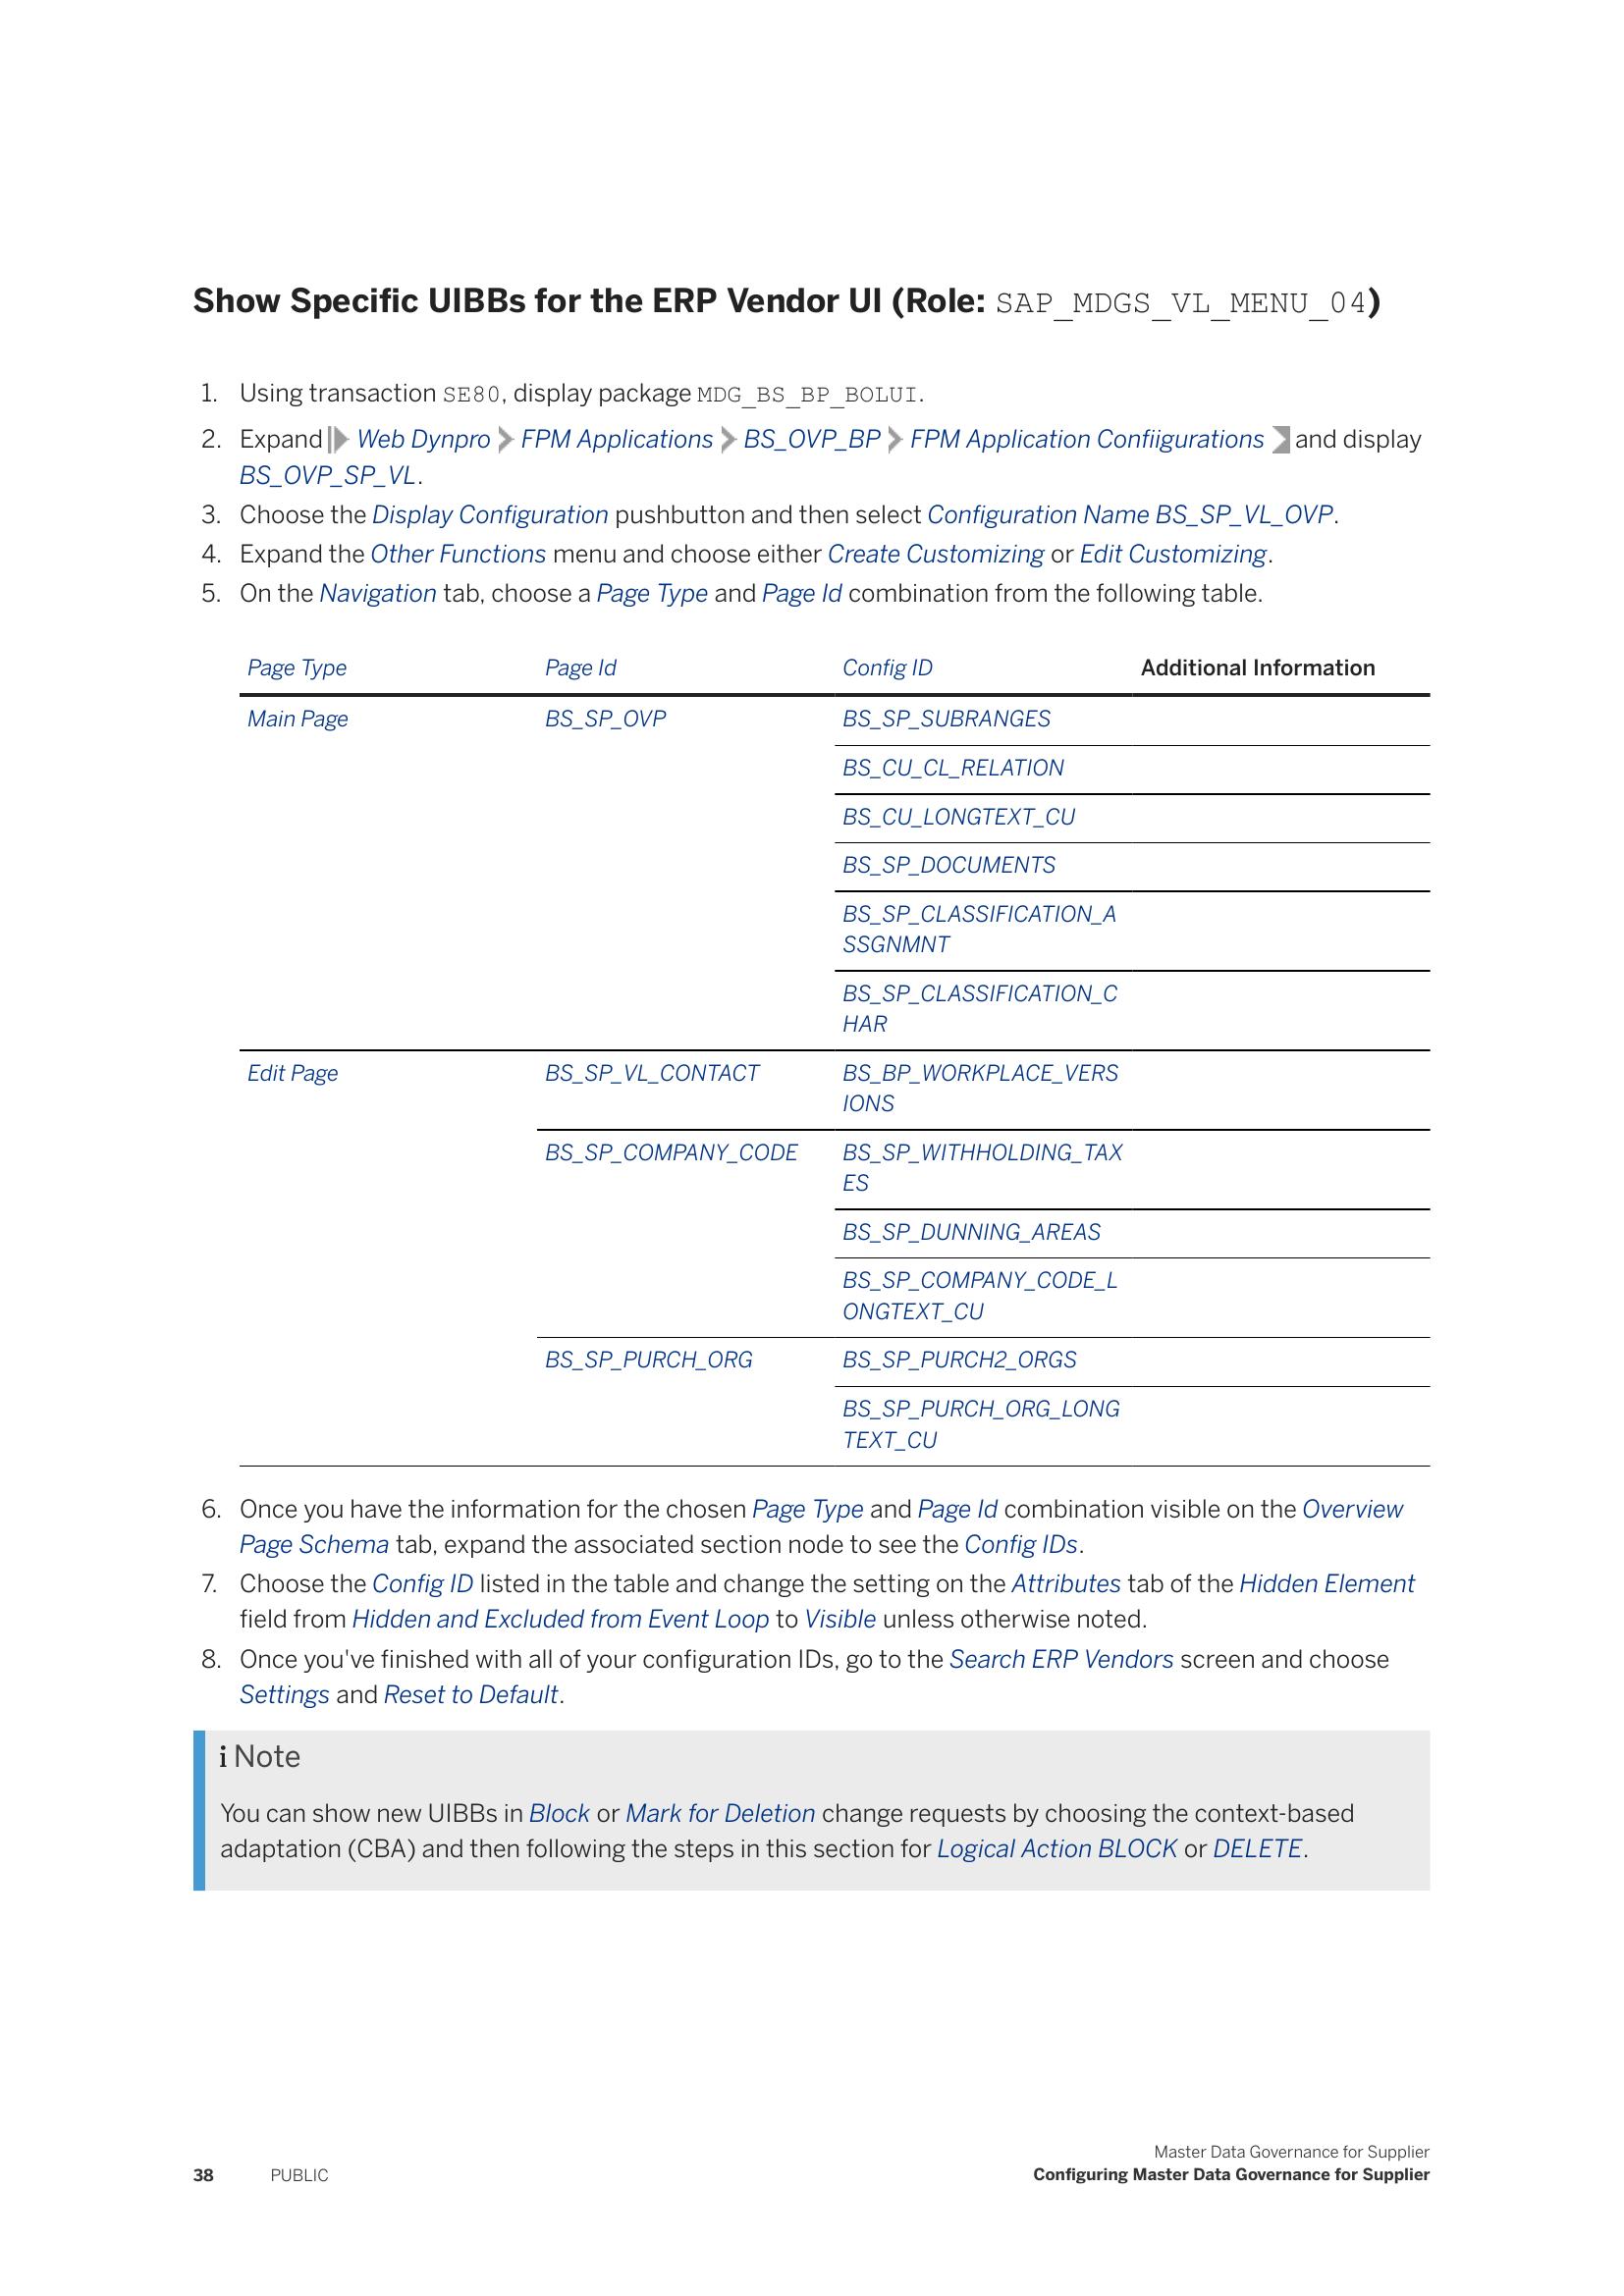 Show Specific UIBBs for the ERP Vendor UI (Role: SAP_MDGS_VL_MENU_04)
1. Using transaction SE80, display package MDG_BS_BP_BOLUI.
2. Expand Web Dynpro FPM Applications BS_OVP_BP FPM Application Confiigurations and display
BS_OVP_SP_VL.
3. Choose the Display Configuration pushbutton and then select Configuration Name BS_SP_VL_OVP.
4. Expand the Other Functions menu and choose either Create Customizing or Edit Customizing.
5. On the Navigation tab, choose a Page Type and Page Id combination from the following table.
Page Type Page Id Config ID Additional Information
Main Page BS_SP_OVP BS_SP_SUBRANGES
BS_CU_CL_RELATION
BS_CU_LONGTEXT_CU
BS_SP_DOCUMENTS
BS_SP_CLASSIFICATION_A
SSGNMNT
BS_SP_CLASSIFICATION_C
HAR
Edit Page BS_SP_VL_CONTACT BS_BP_WORKPLACE_VERS
IONS
BS_SP_COMPANY_CODE BS_SP_WITHHOLDING_TAX
ES
BS_SP_DUNNING_AREAS
BS_SP_COMPANY_CODE_L
ONGTEXT_CU
BS_SP_PURCH_ORG BS_SP_PURCH2_ORGS
BS_SP_PURCH_ORG_LONG
TEXT_CU
6. Once you have the information for the chosen Page Type and Page Id combination visible on the Overview
Page Schema tab, expand the associated section node to see the Config IDs.
7. Choose the Config ID listed in the table and change the setting on the Attributes tab of the Hidden Element
field from Hidden and Excluded from Event Loop to Visible unless otherwise noted.
8. Once you've finished with all of your configuration IDs, go to the Search ERP Vendors screen and choose
Settings and Reset to Default.
i Note
You can show new UIBBs in Block or Mark for Deletion change requests by choosing the context-based
adaptation (CBA) and then following the steps in this section for Logical Action BLOCK or DELETE.
Master Data Governance for Supplier
38 PUBLIC Configuring Master Data Governance for Supplier